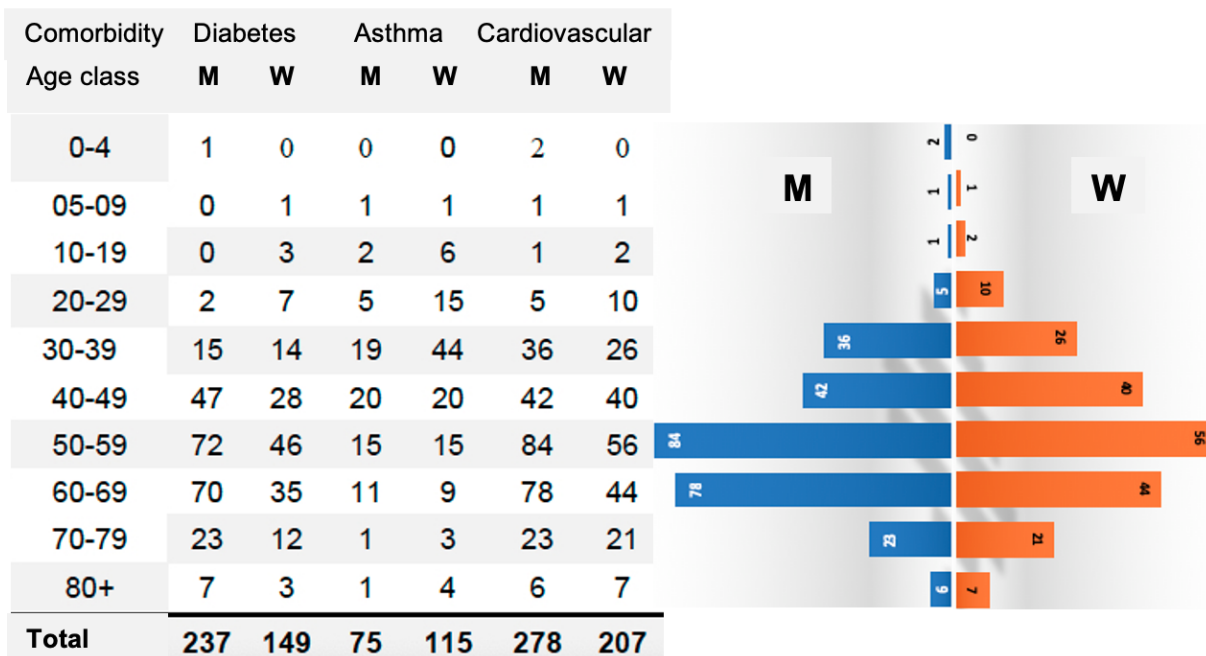 Comorbidity Diabetes Asthma Cardiovascular
Age class M W M W M W
0-4 1 0 0 0 2 0
05-09 0 1 1 1 1 1
10-19 0 3 2 6 1 2
20-29 2 7 5 15 5 10
30-39 15 14 19 44 36 26
40-49 47 28 20 20 42 40
50-59 72 46 15 15 84 56
60-69 70 35 11 9 78 44
70-79 23 12 1 3 23 21
80+ 7 3 1 4 6 7
Total 237 149 75 115 278 207
M W
2 0
1 1
1 2
5 10
36 26
42 40
84 56
78 44
23 21
6 7